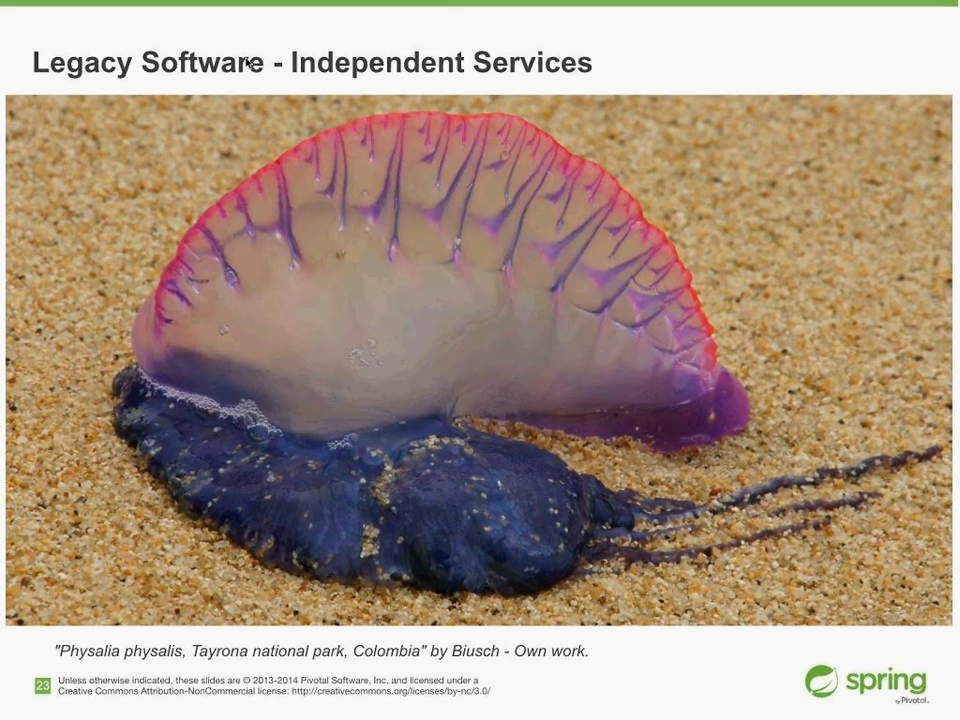 Legacy Software - Independent Services
"Physalia physalis, Tayrona national park, Colombia" by Biusch - Own work.
23
Unless otherwise indicated, these slides are © 2013-2014 Pivotal Software, Inc. and licensed under a
Creative Commons Attribution-NonCommercial license: http://creativecommons.org/licenses/by-nc/3.0/
spring
by Pivotal.